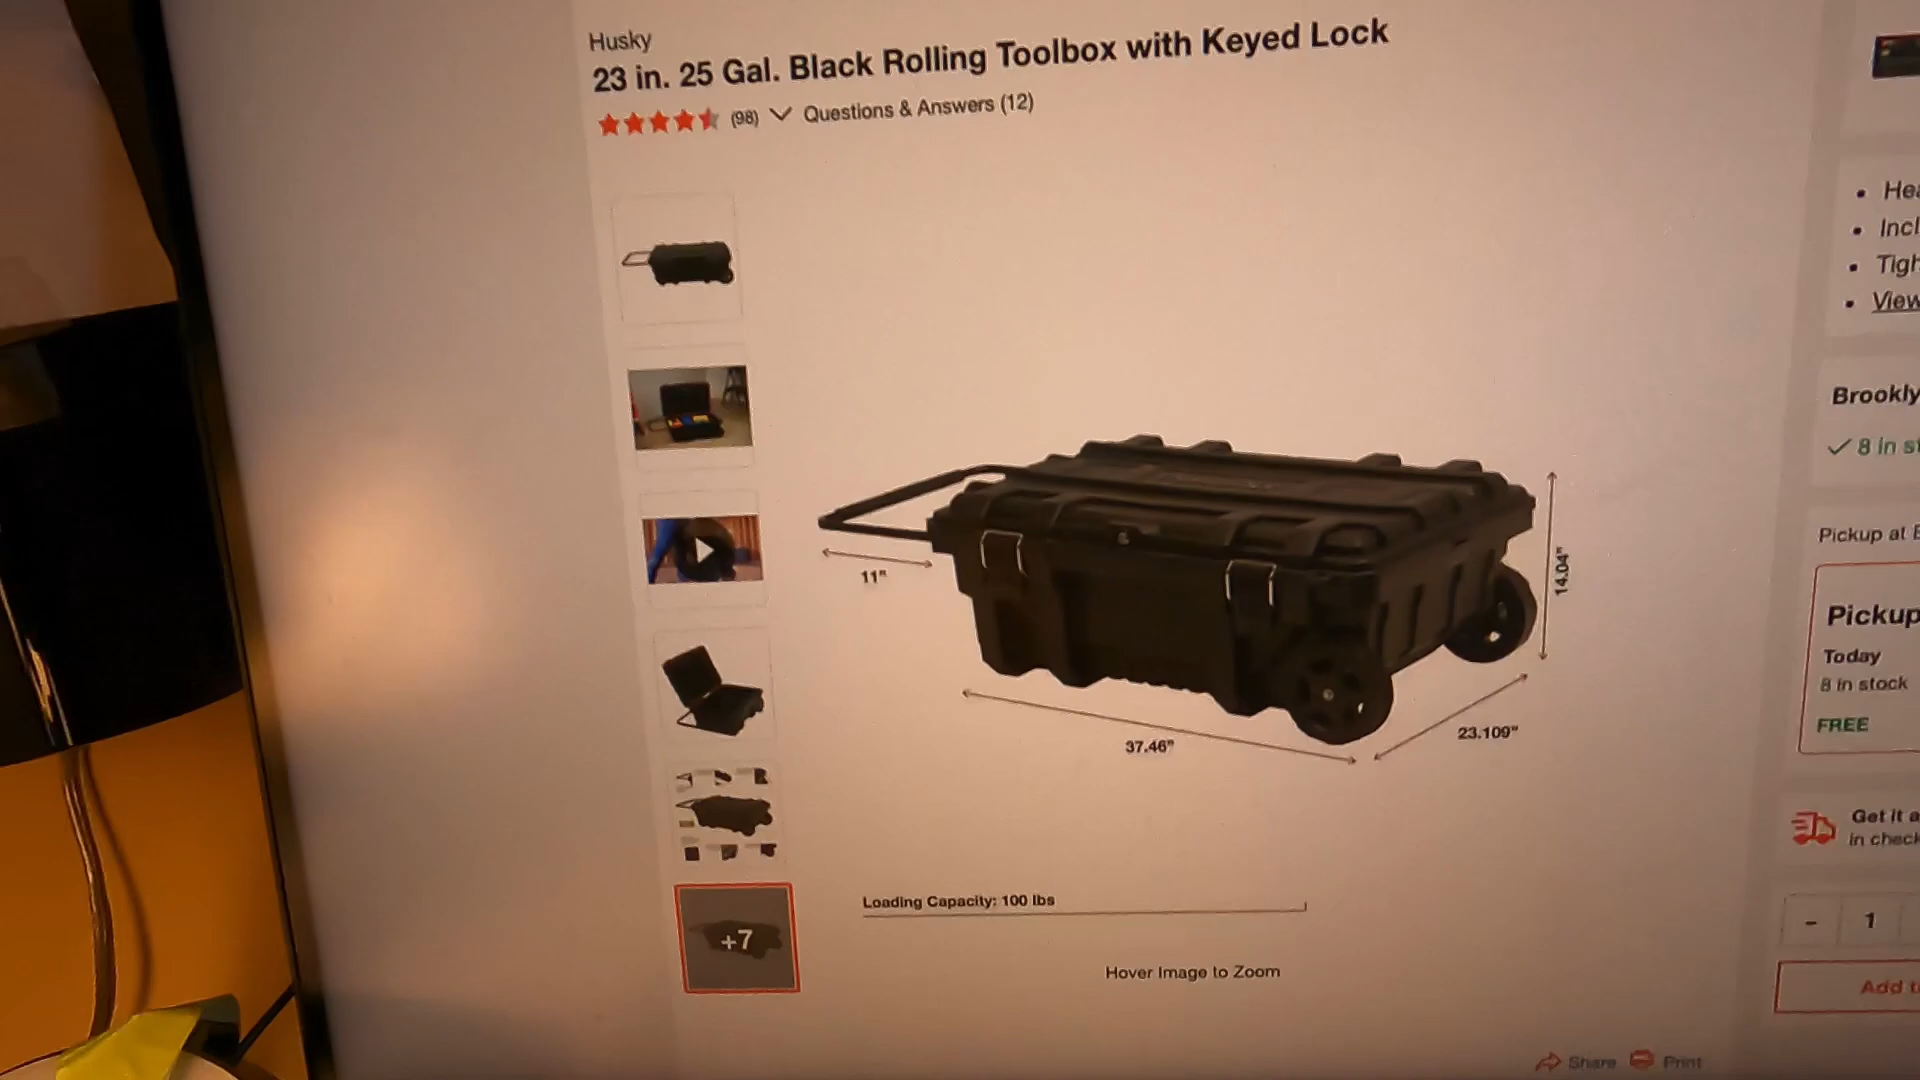 Husky
23 in. 25 Gal. Black Rolling Toolbox with Keyed Lock
(98) Questions & Answers (12)
11"
14.04"
37.46"
23.109"
Loading Capacity: 100 lbs
+7
Hover Image to Zoom
Share Print
View
8 in
Pickup at
Pickup
Today
8 in stock
FREE
Get it
in
- 1
Add